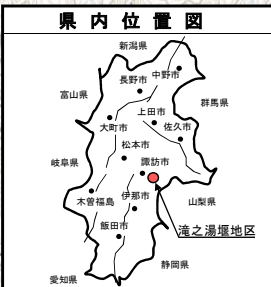 県内位置図
新潟県
長野市 中野市
富山県
群馬県
上田市
大町市
佐久市
松本市
岐阜県
諏訪市
木曽福島
山梨県
伊那市
滝之湯堰地区
飯田市
静岡県
愛知県